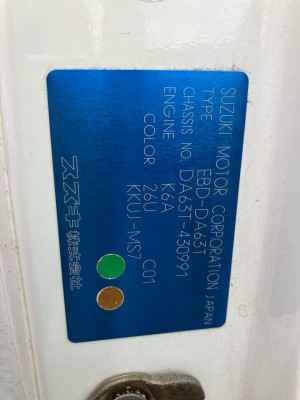 SUZUKI MOTOR CORPORATION JAPAN
TYPE EBD-DA63T
CHASSIS NO. DA63T-430991
ENGINE K6A
COLOR 26U C01
KKUJ-MS7
スズキ株式会社